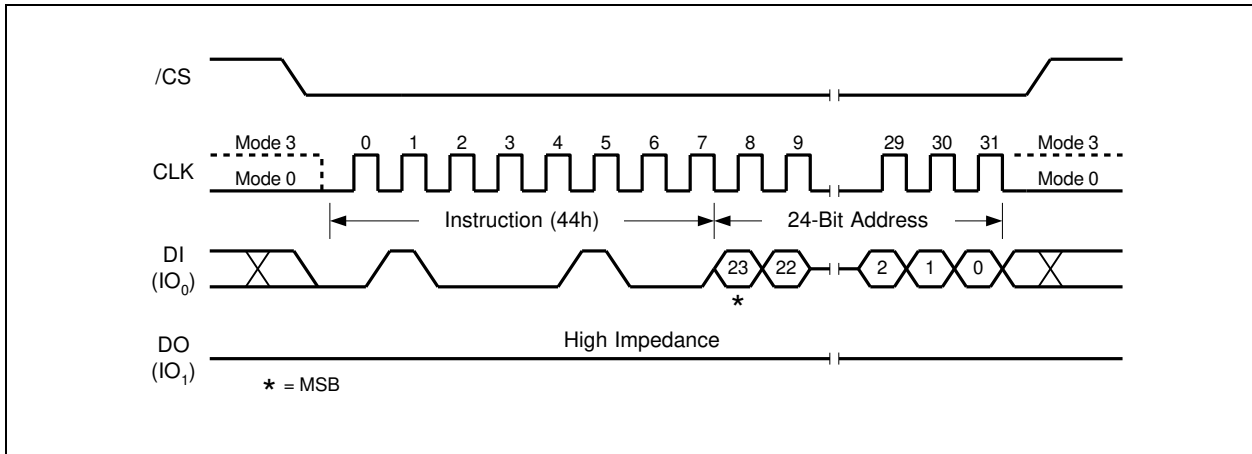 /CS
Mode 3 0 1 2 3 4 5 6 7 8 9 29 30 31 Mode 3
CLK
Mode 0 Mode 0
Instruction (44h) 24-Bit Address
DI
(IO₀)
23 22 2 1 0
*
DO
(IO₁)
High Impedance
* = MSB